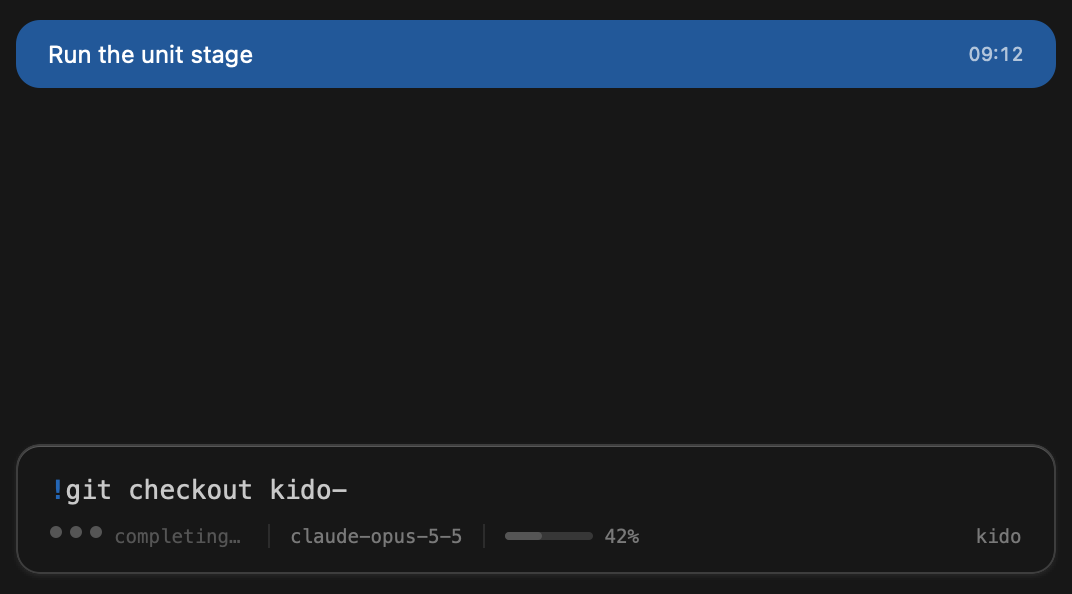 Run the unit stage 09:12
!git checkout kido-
completing… claude-opus-5-5 42% kido